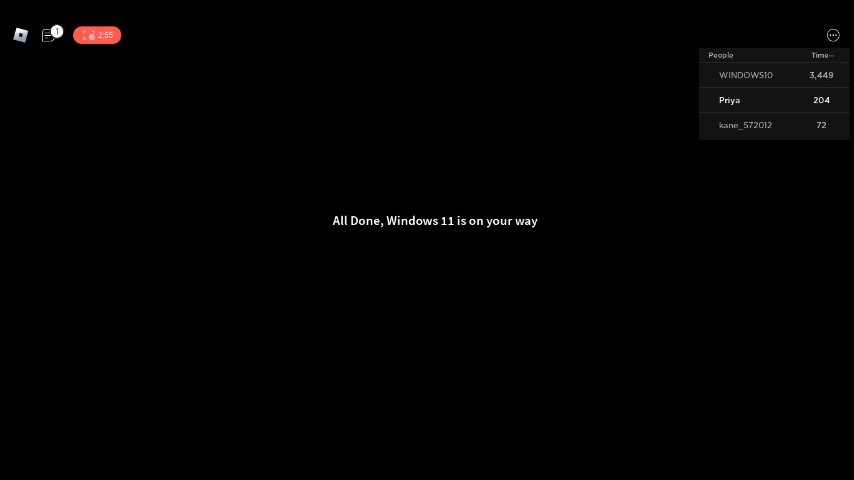 1
2:55
People Time...
WINDOWS10 3,449
Priya 204
kane_572012 72
All Done, Windows 11 is on your way